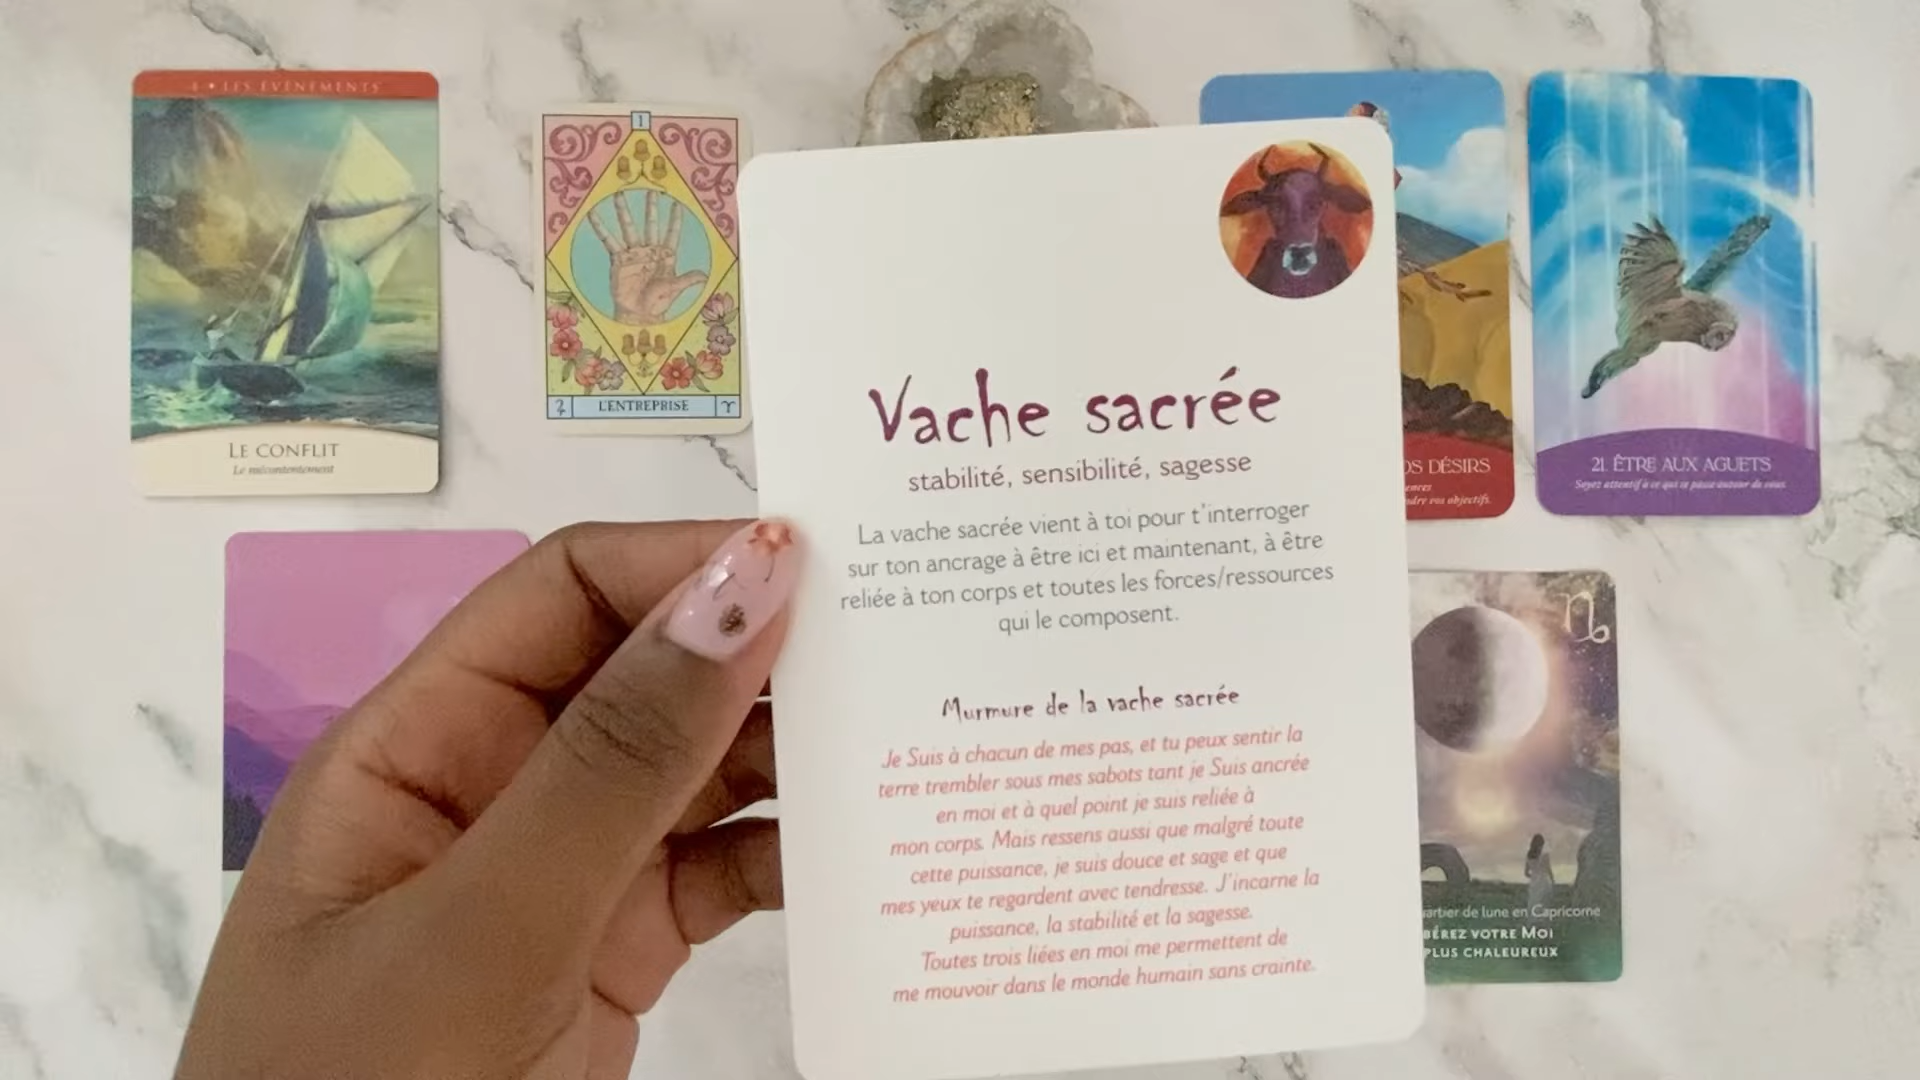 4 • LES ÉVÉNEMENTS
LE CONFLIT
Le mécontentement
1
L'ENTREPRISE
Vache sacrée
stabilité, sensibilité, sagesse
La vache sacrée vient à toi pour t'interroger
sur ton ancrage à être ici et maintenant, à être
reliée à ton corps et toutes les forces/ressources
qui le composent.
Murmure de la vache sacrée
Je Suis à chacun de mes pas, et tu peux sentir la
terre trembler sous mes sabots tant je Suis ancrée
en moi et à quel point je suis reliée à
mon corps. Mais ressens aussi que malgré toute
cette puissance, je suis douce et sage et que
mes yeux te regardent avec tendresse. J'incarne la
puissance, la stabilité et la sagesse.
Toutes trois liées en moi me permettent de
me mouvoir dans le monde humain sans crainte.
OS DÉSIRS
ences
ndre vos objectifs.
21. ÊTRE AUX AGUETS
Soyez attentif à ce qui se passe autour de vous.
artier de lune en Capricorne
BÉREZ VOTRE MOI
PLUS CHALEUREUX